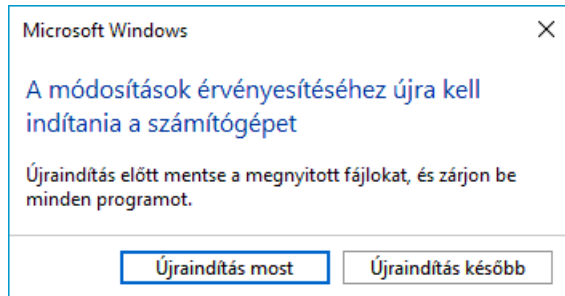 Microsoft Windows
A módosítások érvényesítéséhez újra kell
indítania a számítógépet
Újraindítás előtt mentse a megnyitott fájlokat, és zárjon be
minden programot.
Újraindítás most
Újraindítás később